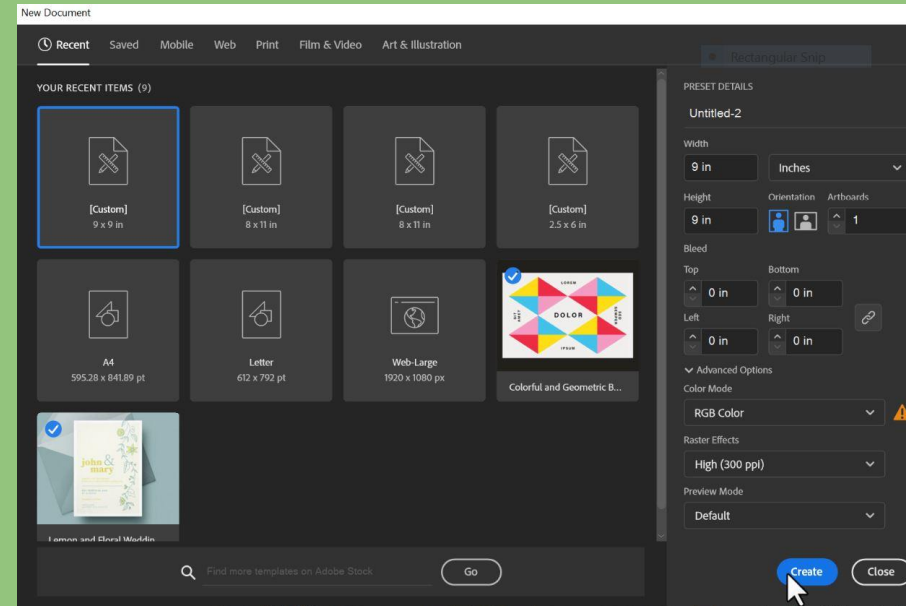 New Document
Recent Saved Mobile Web Print Film & Video Art & Illustration
Rectangular Snip
YOUR RECENT ITEMS (9)
[Custom]
9 x 9 in
[Custom]
8 x 11 in
[Custom]
8 x 11 in
[Custom]
2.5 x 6 in
A4
595.28 x 841.89 pt
Letter
612 x 792 pt
Web-Large
1920 x 1080 px
LOREM
DOLOR
IPSUM
Colorful and Geometric B...
john &
mary
Lemon and Floral Weddin
Find more templates on Adobe Stock
Go
PRESET DETAILS
Untitled-2
Width
9 in Inches
Height Orientation Artboards
9 in 1
Bleed
Top Bottom
0 in 0 in
Left Right
0 in 0 in
Advanced Options
Color Mode
RGB Color
Raster Effects
High (300 ppi)
Preview Mode
Default
Create Close